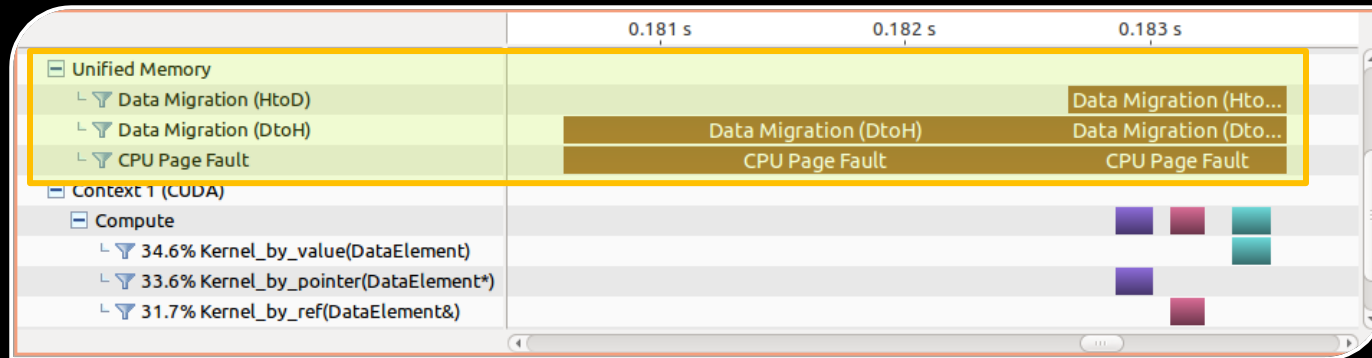 0.181 s 0.182 s 0.183 s
Unified Memory
Data Migration (HtoD) Data Migration (Hto...
Data Migration (DtoH) Data Migration (DtoH) Data Migration (Dto...
CPU Page Fault CPU Page Fault CPU Page Fault
Context 1 (CUDA)
Compute
34.6% Kernel_by_value(DataElement)
33.6% Kernel_by_pointer(DataElement*)
31.7% Kernel_by_ref(DataElement&)